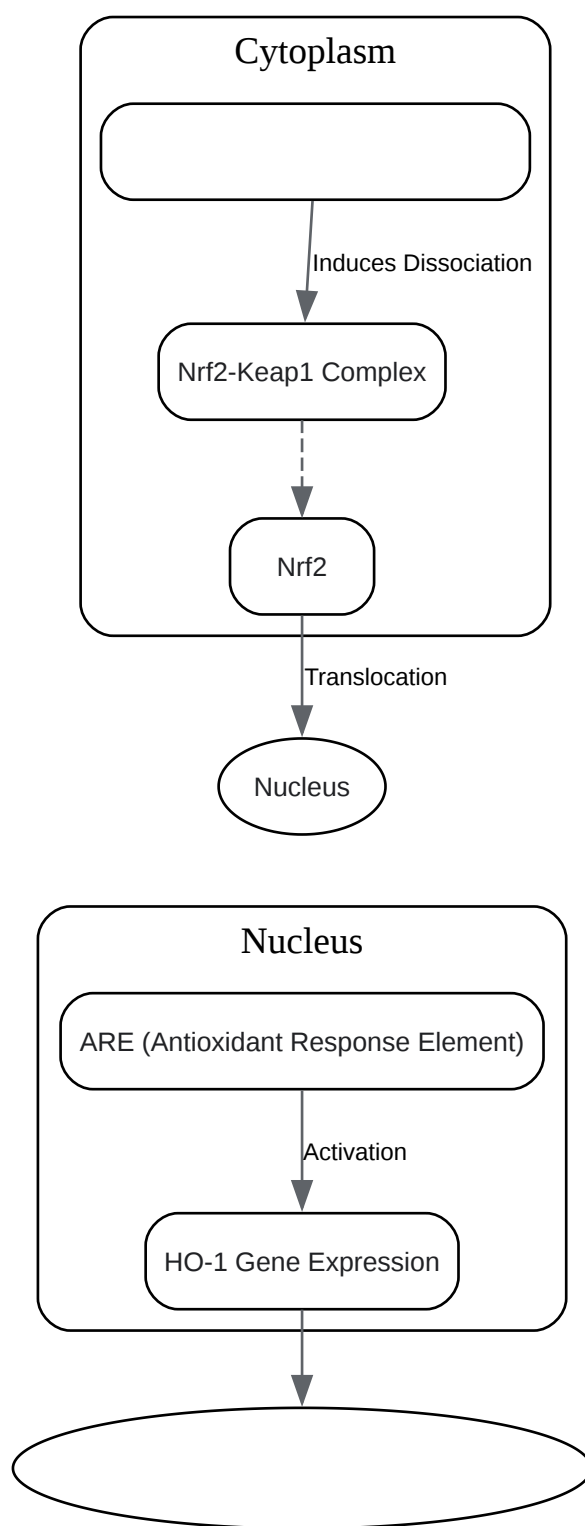 Cytoplasm
Induces Dissociation
Nrf2-Keap1 Complex
Nrf2
Translocation
Nucleus
Nucleus
ARE (Antioxidant Response Element)
Activation
HO-1 Gene Expression